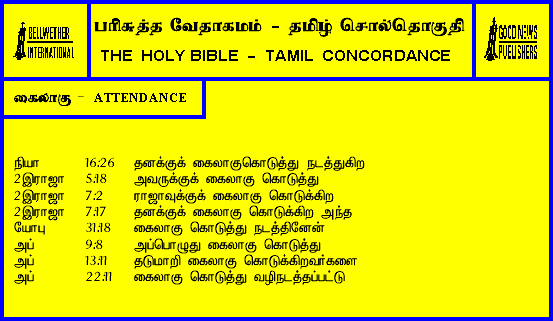 BELLWETHER
INTERNATIONAL
பரிசுத்த வேதாகமம் - தமிழ் சொல்தொகுதி
THE HOLY BIBLE - TAMIL CONCORDANCE
GOOD NEWS
PUBLISHERS
கைலாகு - ATTENDANCE
நியா 16:26 தனக்குக் கைலாகுகொடுத்து நடத்துகிற
2இராஜா 5:18 அவருக்குக் கைலாகு கொடுத்து
2இராஜா 7:2 ராஜாவுக்குக் கைலாகு கொடுக்கிற
2இராஜா 7:17 தனக்குக் கைலாகு கொடுக்கிற அந்த
யோபு 31:18 கைலாகு கொடுத்து நடத்தினேன்
அப் 9:8 அப்பொழுது கைலாகு கொடுத்து
அப் 13:11 தடுமாறி கைலாகு கொடுக்கிறவர்களை
அப் 22:11 கைலாகு கொடுத்து வழிநடத்தப்பட்டு